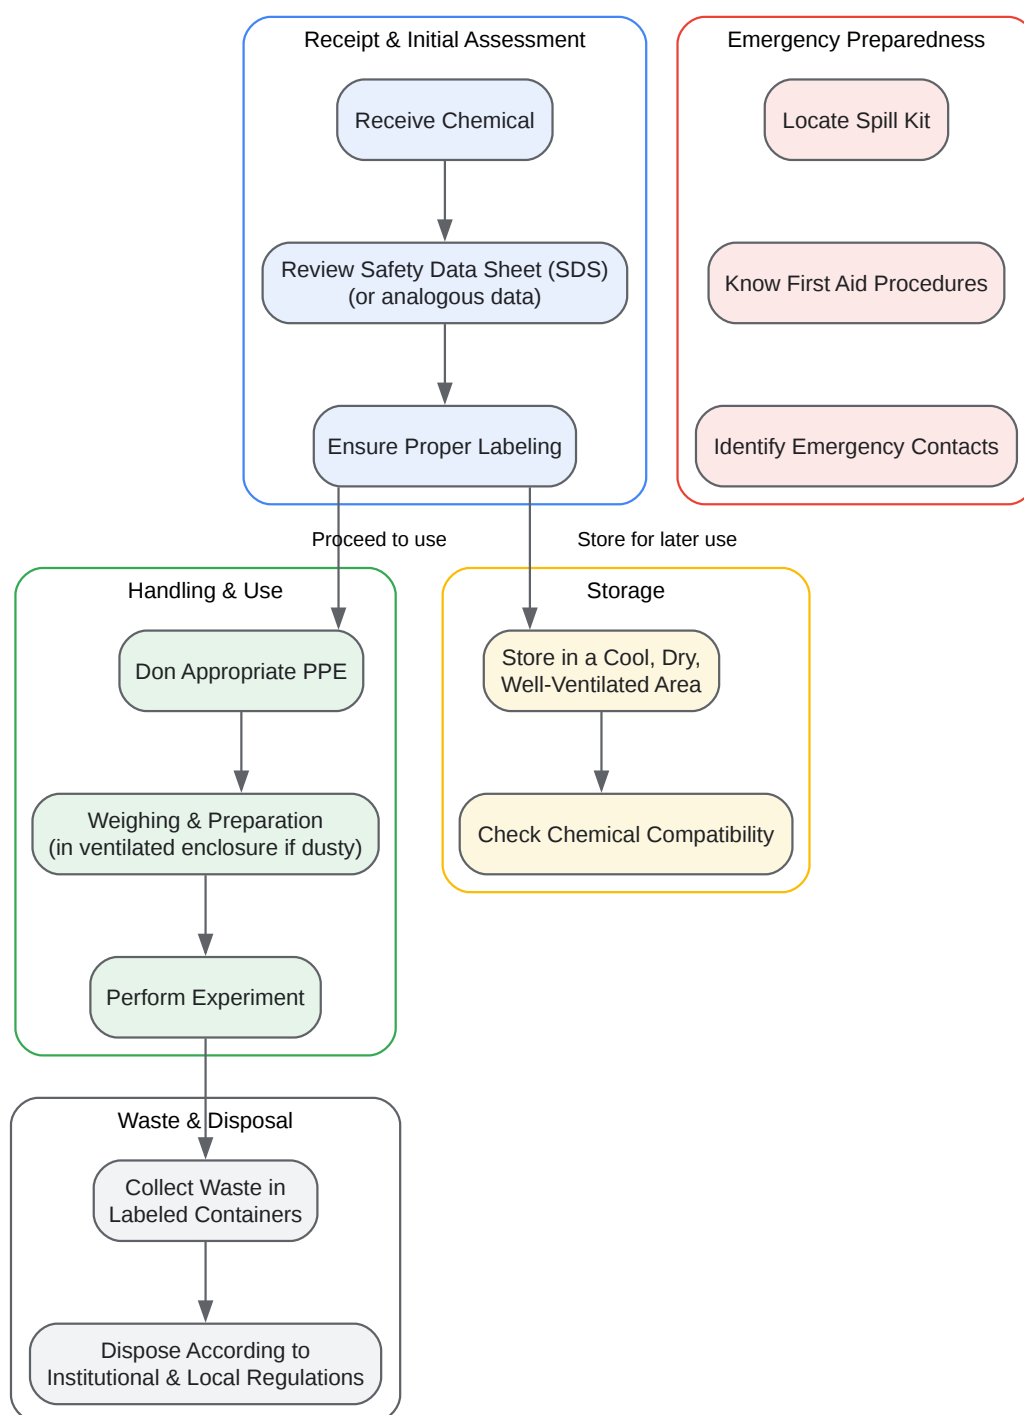 Receipt & Initial Assessment
Receive Chemical
Review Safety Data Sheet (SDS)
(or analogous data)
Ensure Proper Labeling
Emergency Preparedness
Locate Spill Kit
Know First Aid Procedures
Identify Emergency Contacts
Proceed to use
Store for later use
Handling & Use
Don Appropriate PPE
Weighing & Preparation
(in ventilated enclosure if dusty)
Perform Experiment
Storage
Store in a Cool, Dry,
Well-Ventilated Area
Check Chemical Compatibility
Waste & Disposal
Collect Waste in
Labeled Containers
Dispose According to
Institutional & Local Regulations